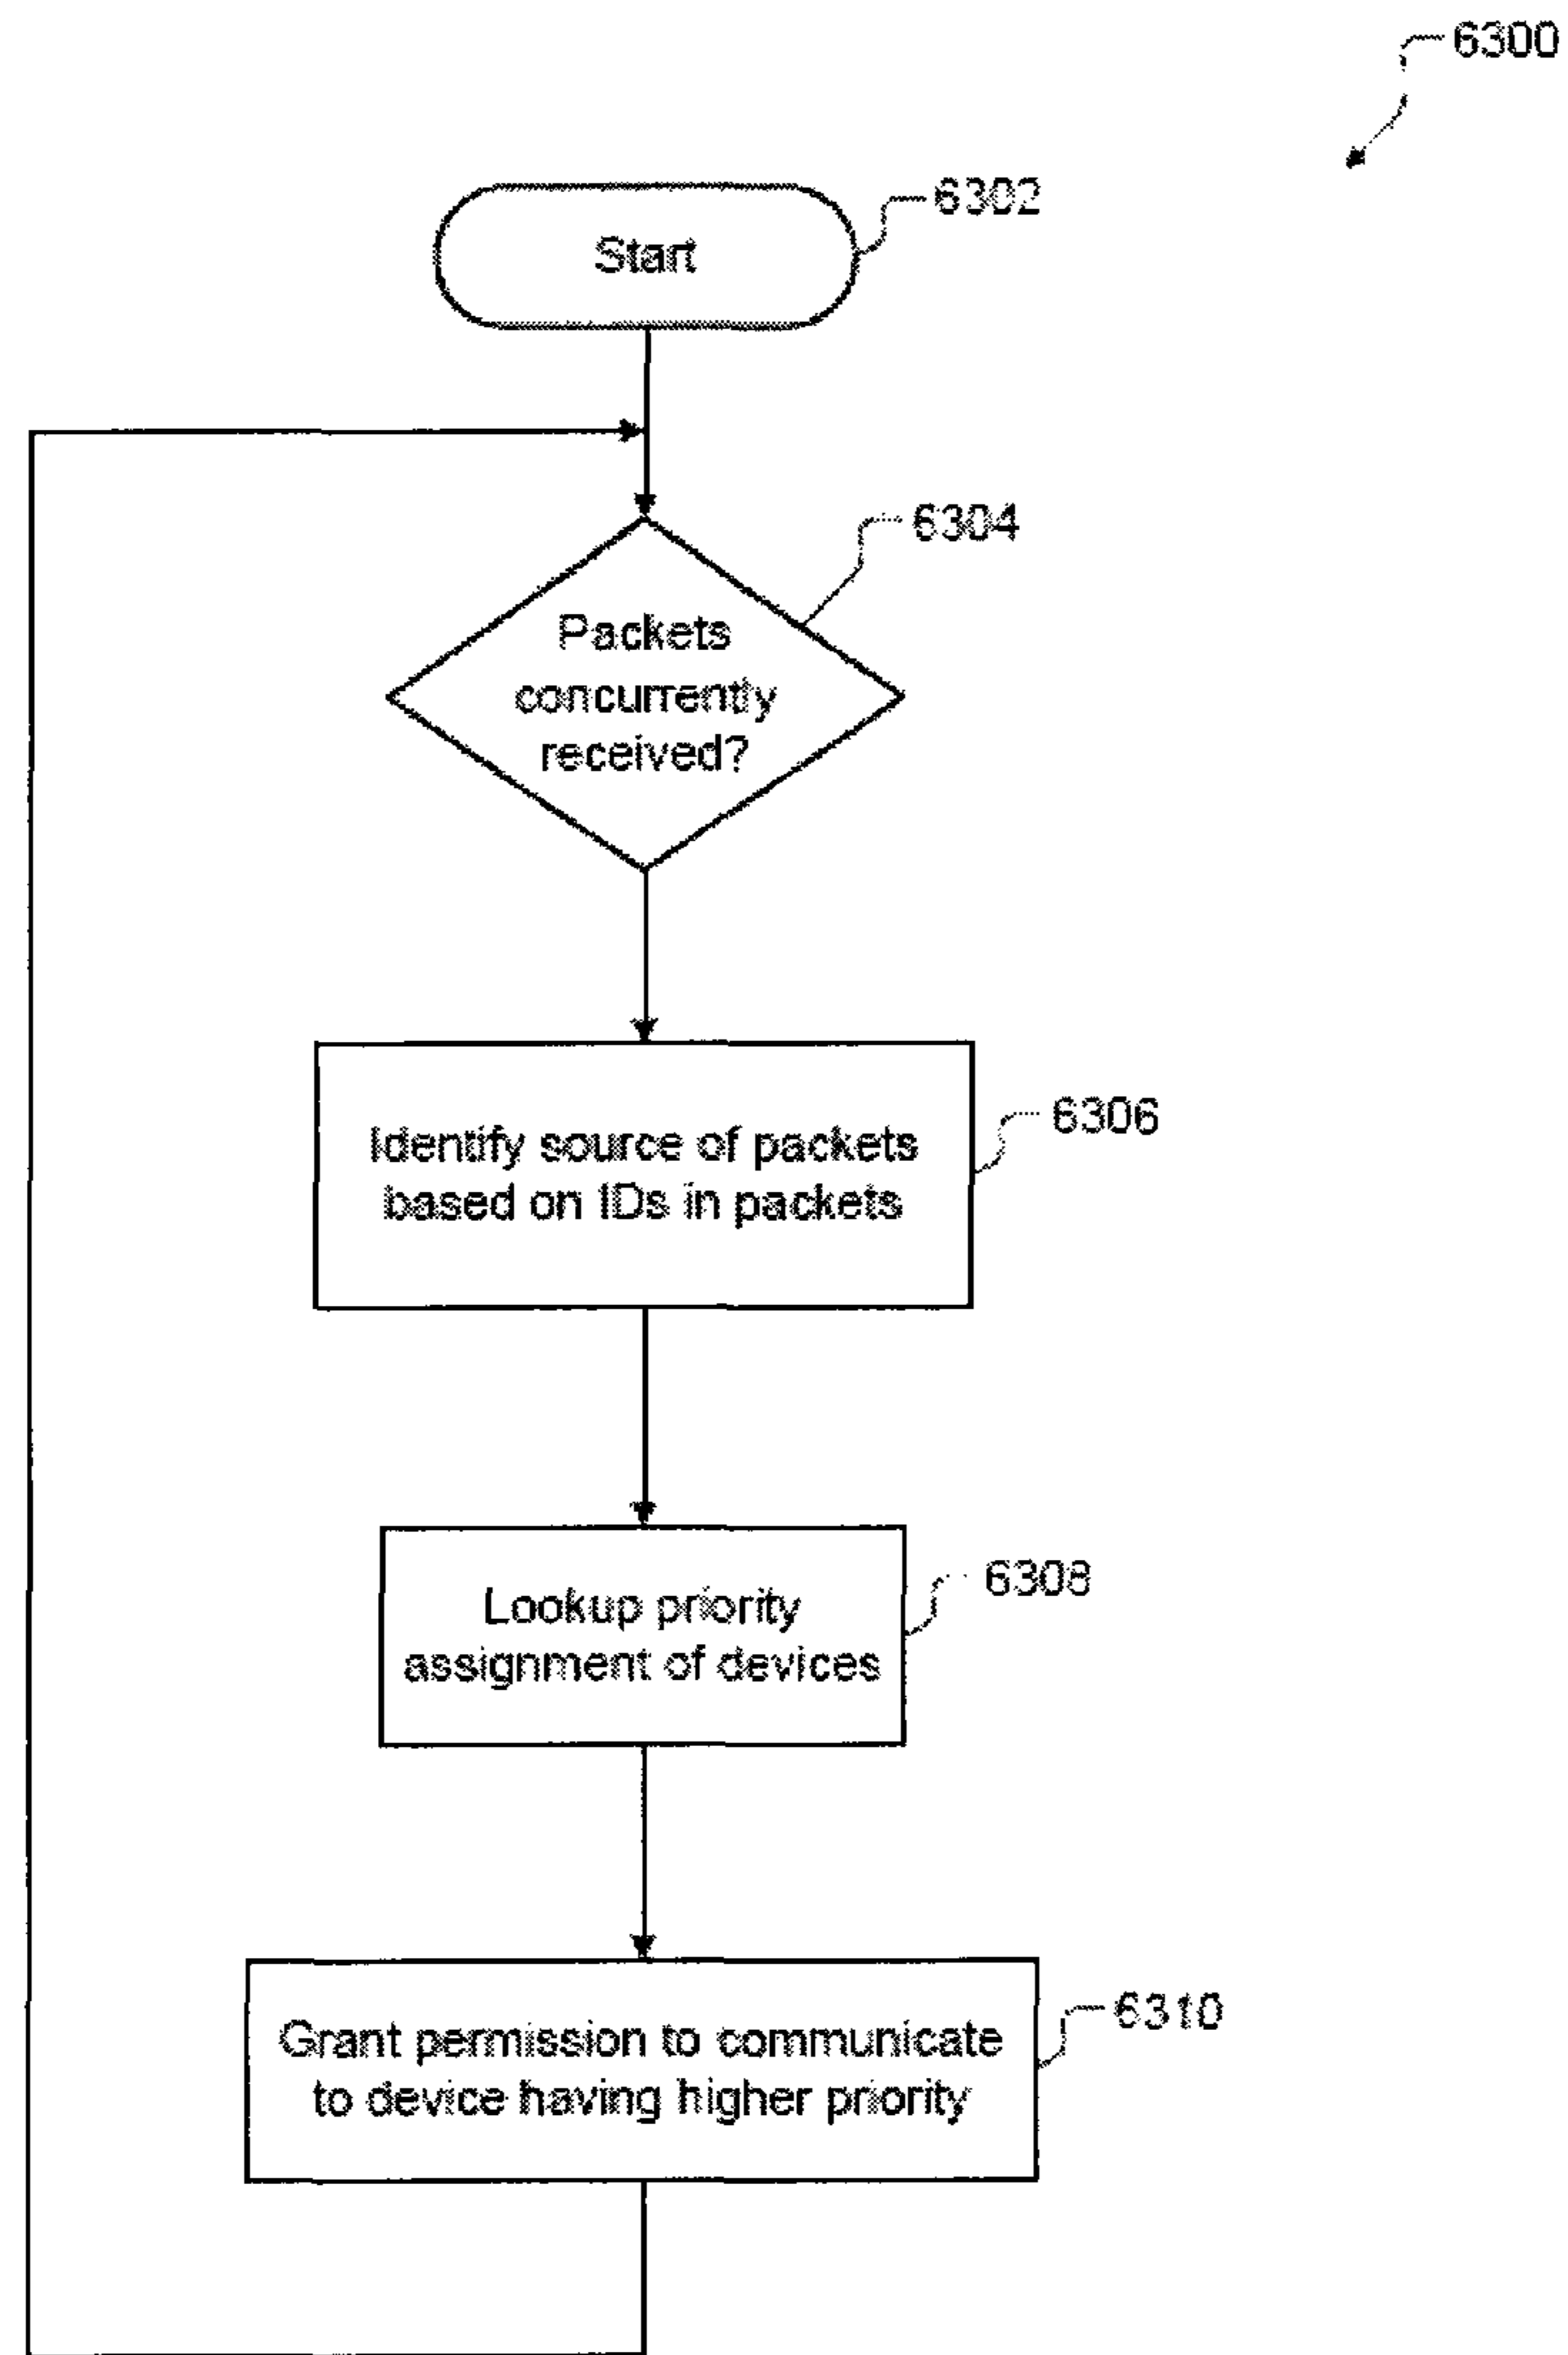 6300
6302
Start
6304
Packets
concurrently
received?
6306
Identify source of packets
based on IDs in packets
6308
Lookup priority
assignment of devices
6310
Grant permission to communicate
to device having higher priority